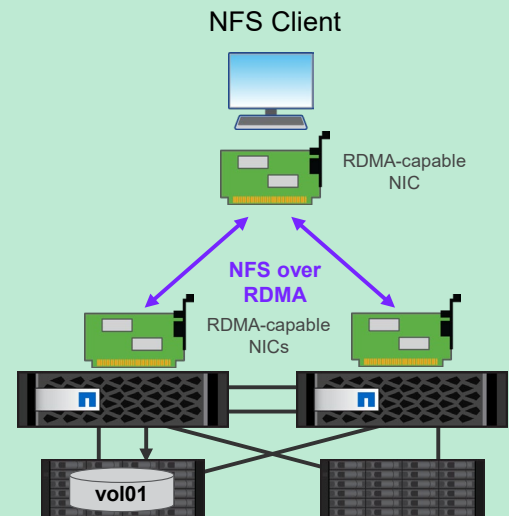 NFS Client
RDMA-capable
NIC
NFS over
RDMA
RDMA-capable
NICs
vol01